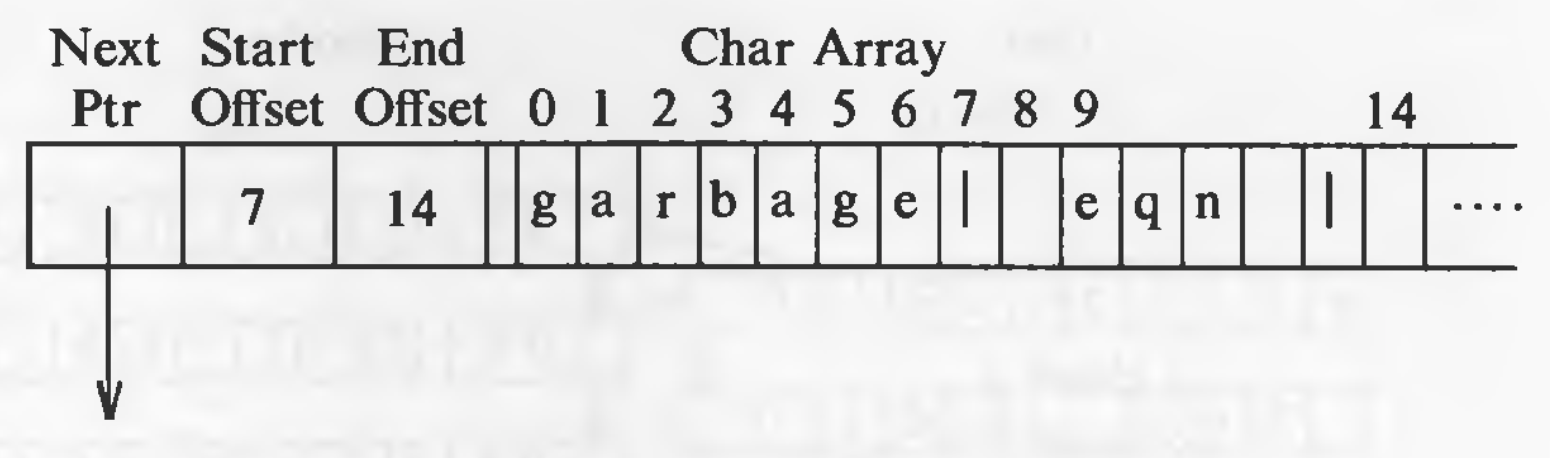 Next Start End Char Array
Ptr Offset Offset 0 1 2 3 4 5 6 7 8 9 14
7 14 g a r b a g e | e q n | ....